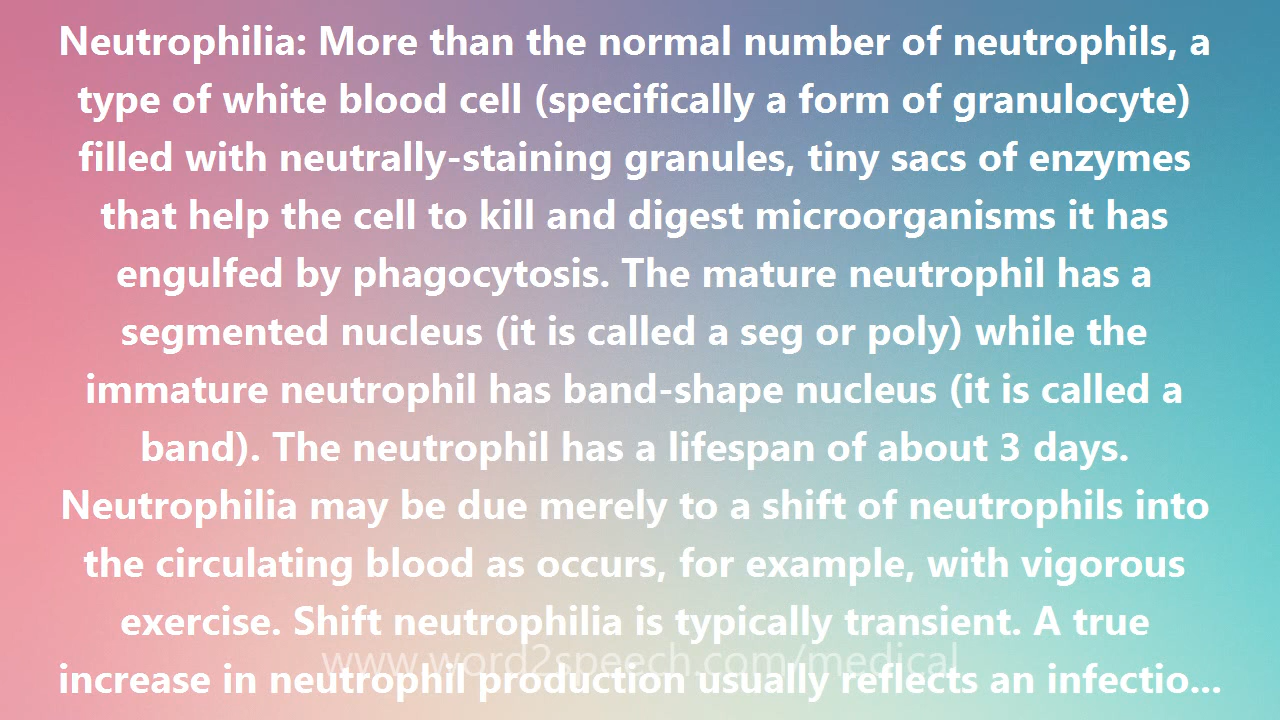 Neutrophilia: More than the normal number of neutrophils, a
type of white blood cell (specifically a form of granulocyte)
filled with neutrally-staining granules, tiny sacs of enzymes
that help the cell to kill and digest microorganisms it has
engulfed by phagocytosis. The mature neutrophil has a
segmented nucleus (it is called a seg or poly) while the
immature neutrophil has band-shape nucleus (it is called a
band). The neutrophil has a lifespan of about 3 days.
Neutrophilia may be due merely to a shift of neutrophils into
the circulating blood as occurs, for example, with vigorous
exercise. Shift neutrophilia is typically transient. A true
www.word2speech.com/medical
increase in neutrophil production usually reflects an infectio...